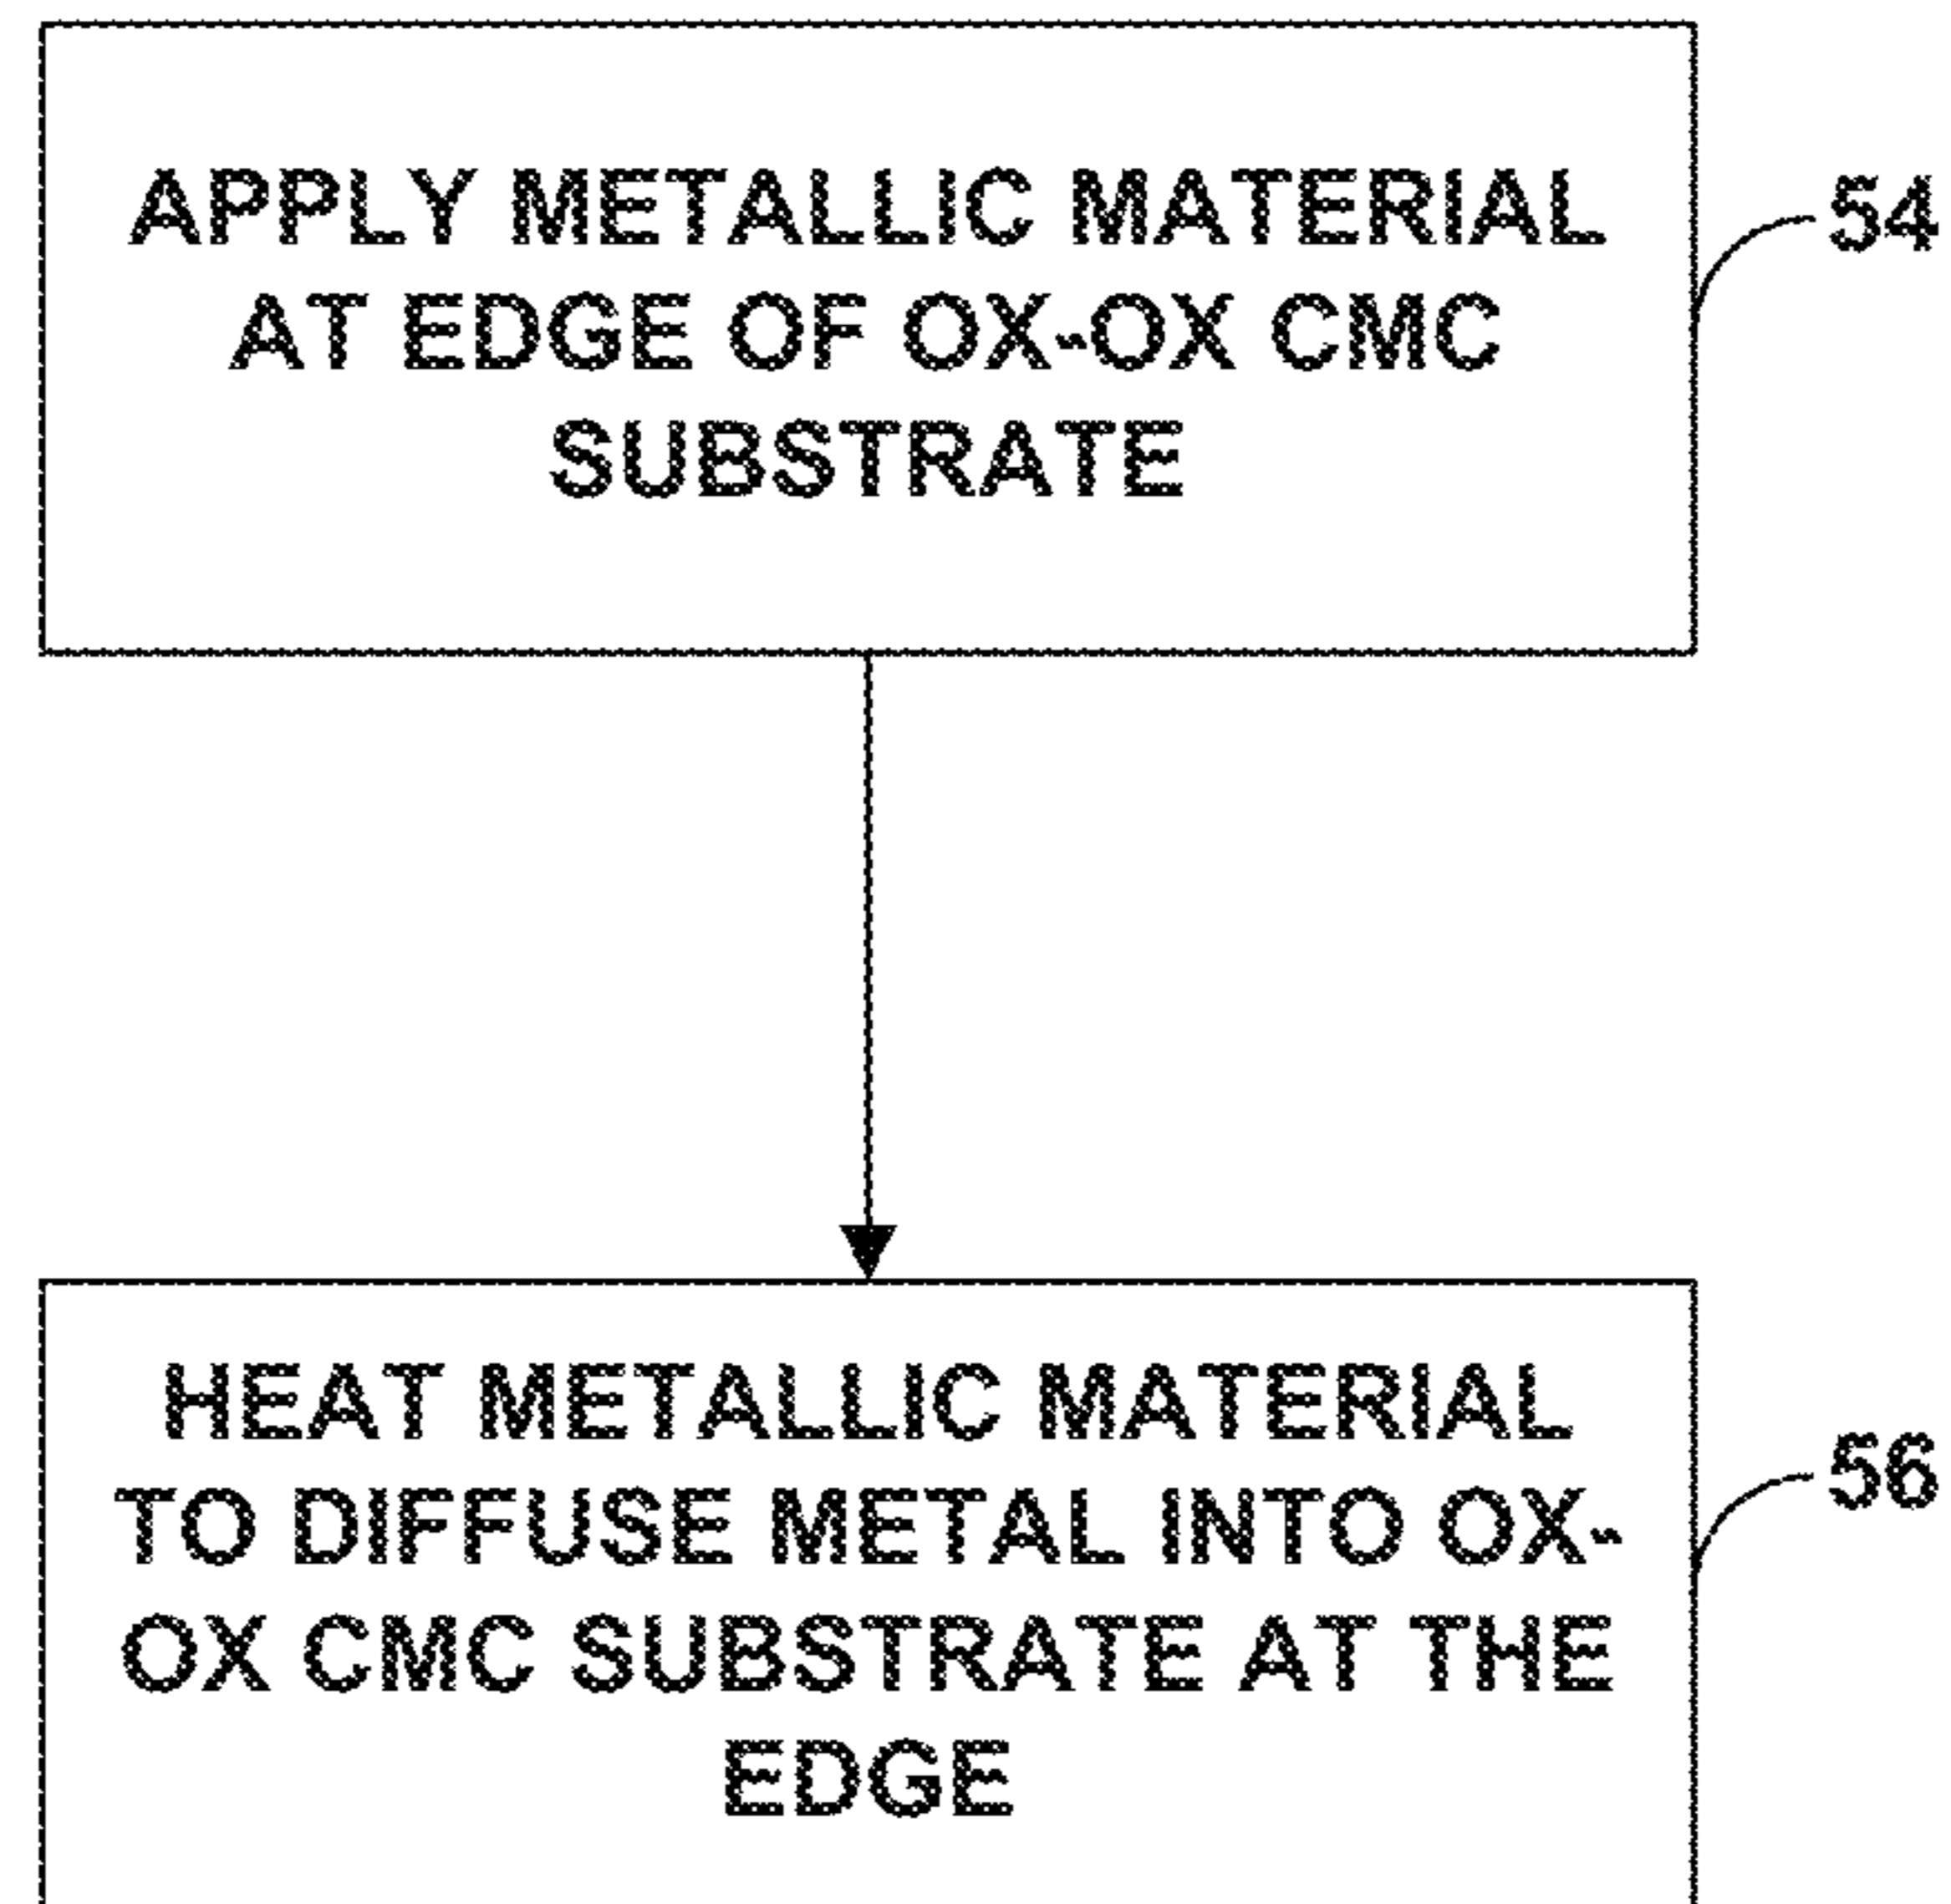 APPLY METALLIC MATERIAL
AT EDGE OF OX-OX CMC
SUBSTRATE
54
HEAT METALLIC MATERIAL
TO DIFFUSE METAL INTO OX-
OX CMC SUBSTRATE AT THE
EDGE
56